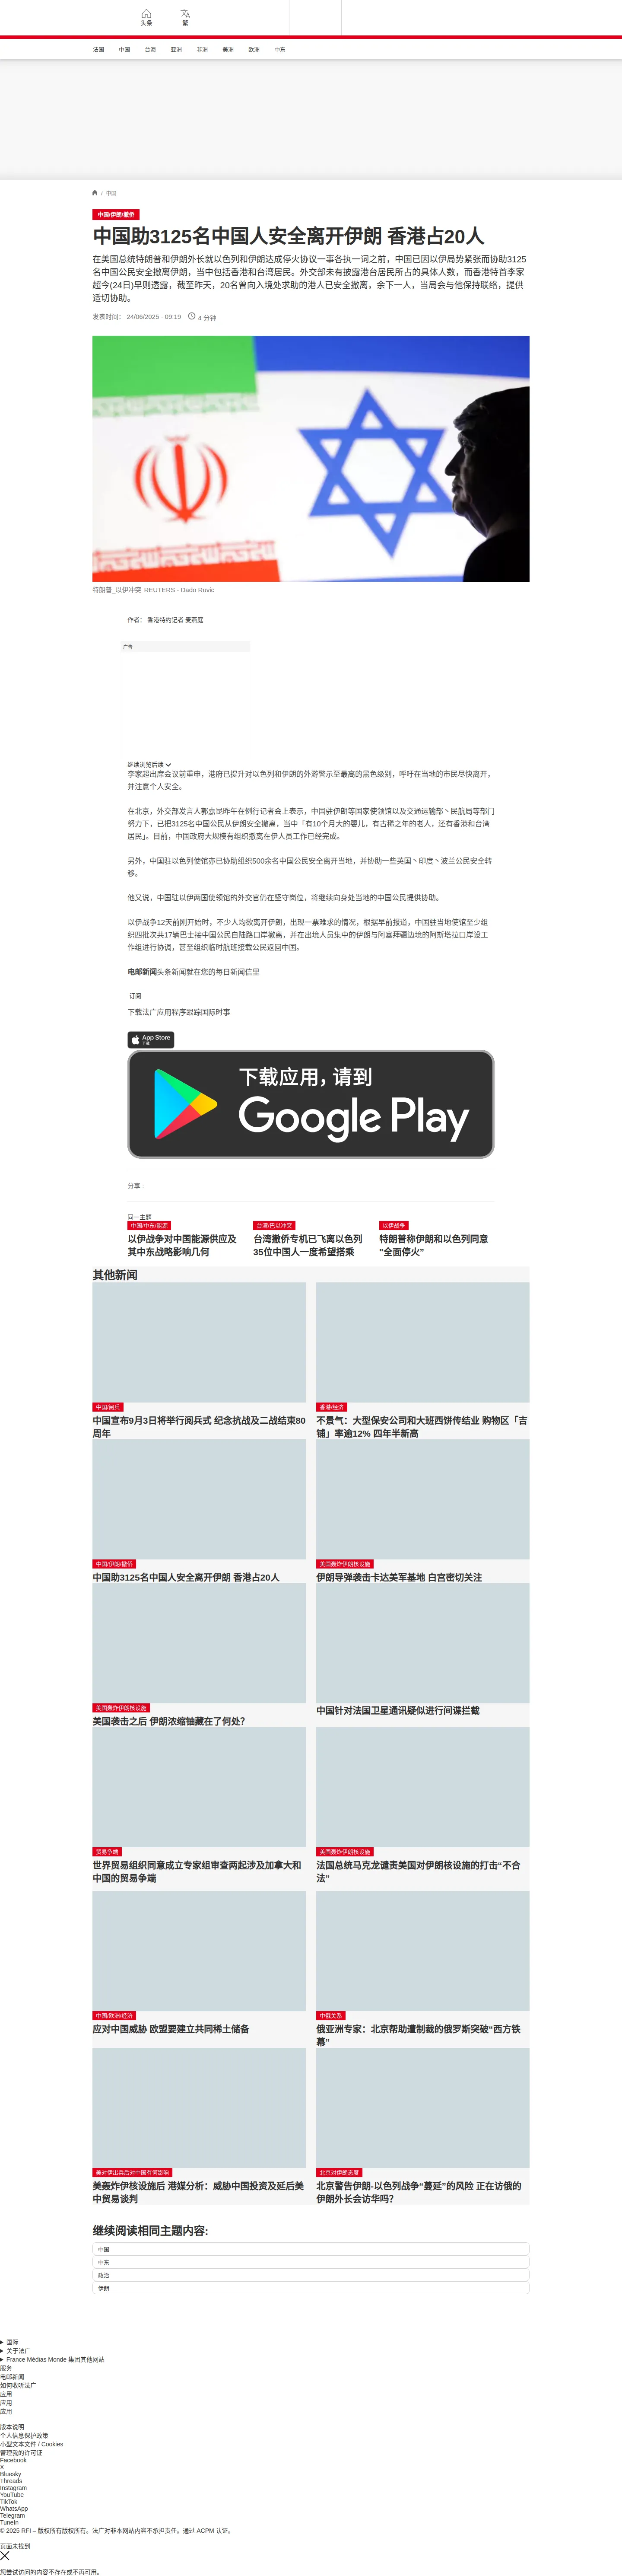 头条
繁
法国
中国
台海
亚洲
非洲
美洲
欧洲
中东
/ 中国
中国/伊朗/撤侨
中国助3125名中国人安全离开伊朗 香港占20人
在美国总统特朗普和伊朗外长就以色列和伊朗达成停火协议一事各执一词之前，中国已因以伊局势紧张而协助3125
名中国公民安全撤离伊朗，当中包括香港和台湾居民。外交部未有披露港台居民所占的具体人数，而香港特首李家
超今(24日)早则透露，截至昨天，20名曾向入境处求助的港人已安全撤离，余下一人，当局会与他保持联络，提供
适切协助。
发表时间： 24/06/2025 - 09:19
4 分钟
特朗普_以伊冲突 REUTERS - Dado Ruvic
作者： 香港特约记者 麦燕庭
广告
继续浏览后续
李家超出席会议前重申，港府已提升对以色列和伊朗的外游警示至最高的黑色级别，呼吁在当地的市民尽快离开，
并注意个人安全。
在北京，外交部发言人郭嘉昆昨午在例行记者会上表示，中国驻伊朗等国家使领馆以及交通运输部丶民航局等部门
努力下，已把3125名中国公民从伊朗安全撤离，当中「有10个月大的婴儿，有古稀之年的老人，还有香港和台湾
居民」。目前，中国政府大规模有组织撤离在伊人员工作已经完成。
另外，中国驻以色列使馆亦已协助组织500余名中国公民安全离开当地，并协助一些英国丶印度丶波兰公民安全转
移。
他又说，中国驻以伊两国使领馆的外交官仍在坚守岗位，将继续向身处当地的中国公民提供协助。
以伊战争12天前刚开始时，不少人均欲离开伊朗，出现一票难求的情况，根据早前报道，中国驻当地使馆至少组
织四批次共17辆巴士接中国公民自陆路口岸撤离，并在出境人员集中的伊朗与阿塞拜疆边境的阿斯塔拉口岸设工
作组进行协调，甚至组织临时航班接载公民返回中国。
电邮新闻头条新闻就在您的每日新闻信里
订阅
下载法广应用程序跟踪国际时事
App Store
下载
下载应用，请到
Google Play
分享 :
同一主题
中国/中东/能源
以伊战争对中国能源供应及
其中东战略影响几何
台湾/巴以冲突
台湾撤侨专机已飞离以色列
35位中国人一度希望搭乘
以伊战争
特朗普称伊朗和以色列同意
"全面停火"
其他新闻
中国/阅兵
中国宣布9月3日将举行阅兵式 纪念抗战及二战结束80
周年
香港/经济
不景气：大型保安公司和大班西饼传结业 购物区「吉
铺」率逾12% 四年半新高
中国/伊朗/撤侨
中国助3125名中国人安全离开伊朗 香港占20人
美国轰炸伊朗核设施
伊朗导弹袭击卡达美军基地 白宫密切关注
美国轰炸伊朗核设施
美国袭击之后 伊朗浓缩铀藏在了何处?
中国针对法国卫星通讯疑似进行间谍拦截
贸易争端
世界贸易组织同意成立专家组审查两起涉及加拿大和
中国的贸易争端
美国轰炸伊朗核设施
法国总统马克龙谴责美国对伊朗核设施的打击“不合
法”
中国/欧洲/经济
应对中国威胁 欧盟要建立共同稀土储备
中俄关系
俄亚洲专家：北京帮助遭制裁的俄罗斯突破“西方铁
幕”
美对伊出兵后对中国有何影响
美轰炸伊核设施后 港媒分析：威胁中国投资及延后美
中贸易谈判
北京对伊朗态度
北京警告伊朗-以色列战争“蔓延”的风险 正在访俄的
伊朗外长会访华吗?
继续阅读相同主题内容:
中国
中东
政治
伊朗
国际
关于法广
France Médias Monde 集团其他网站
服务
电邮新闻
如何收听法广
应用
应用
应用
版本说明
个人信息保护政策
小型文本文件 / Cookies
管理我的许可证
Facebook
X
Bluesky
Threads
Instagram
YouTube
TikTok
WhatsApp
Telegram
TuneIn
© 2025 RFI – 版权所有版权所有。法广对非本网站内容不承担责任。通过 ACPM 认证。
页面未找到
您尝试访问的内容不存在或不再可用。